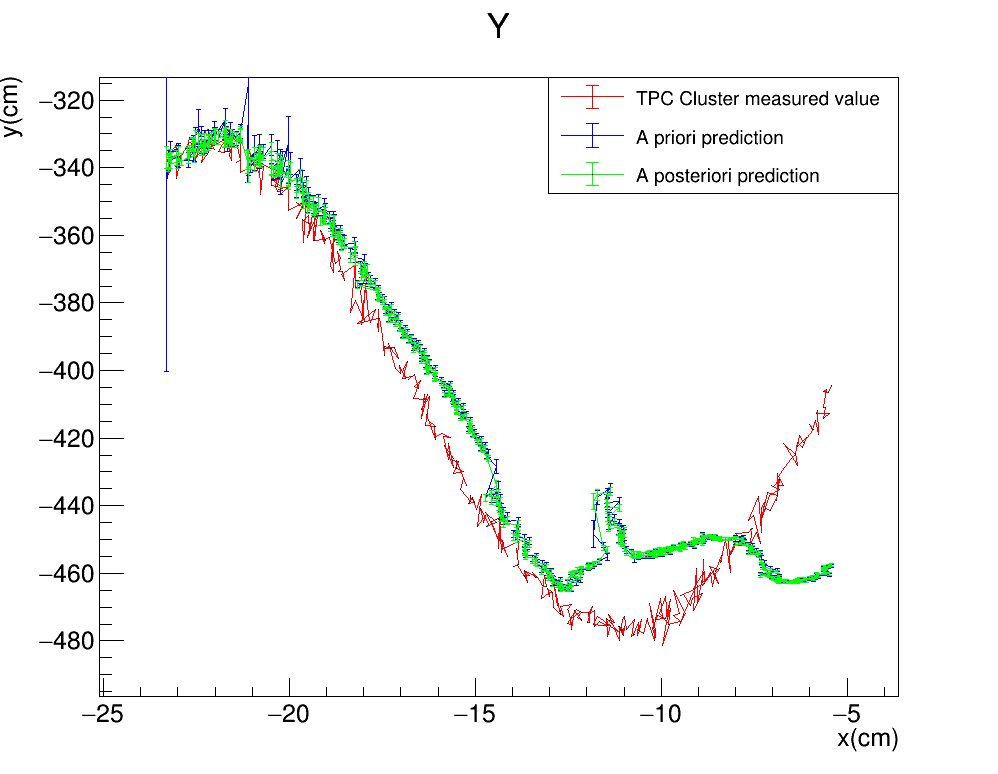 Y
y(cm)
−320
−340
−360
−380
−400
−420
−440
−460
−480
TPC Cluster measured value
A priori prediction
A posteriori prediction
−25 −20 −15 −10 −5
x(cm)